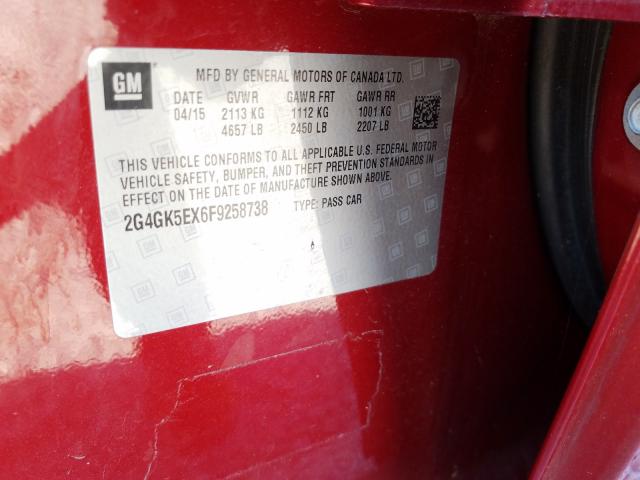 GM
MFD BY GENERAL MOTORS OF CANADA LTD.
DATE GVWR GAWR FRT GAWR RR
04/15 2113 KG 1112 KG 1001 KG
4657 LB 2450 LB 2207 LB
THIS VEHICLE CONFORMS TO ALL APPLICABLE U.S. FEDERAL MOTOR
VEHICLE SAFETY, BUMPER, AND THEFT PREVENTION STANDARDS IN
EFFECT ON THE DATE OF MANUFACTURE SHOWN ABOVE.
2G4GK5EX6F9258738 TYPE: PASS CAR